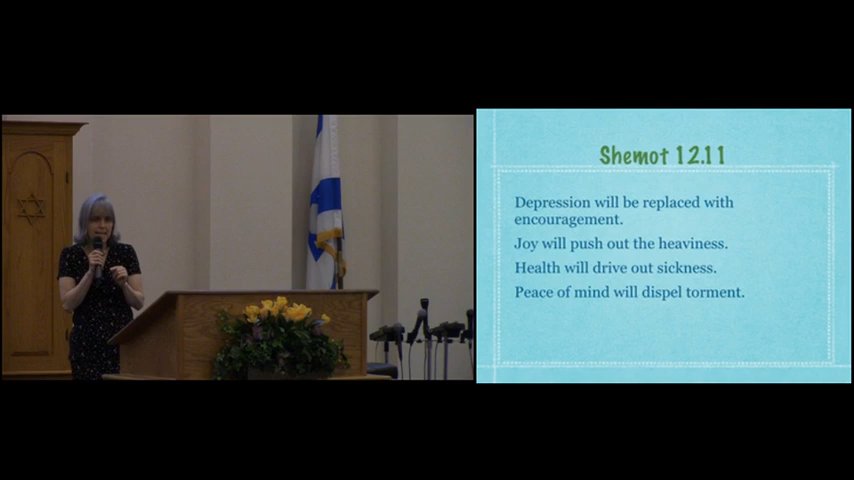 Shemot 12.11
Depression will be replaced with
encouragement.
Joy will push out the heaviness.
Health will drive out sickness.
Peace of mind will dispel torment.